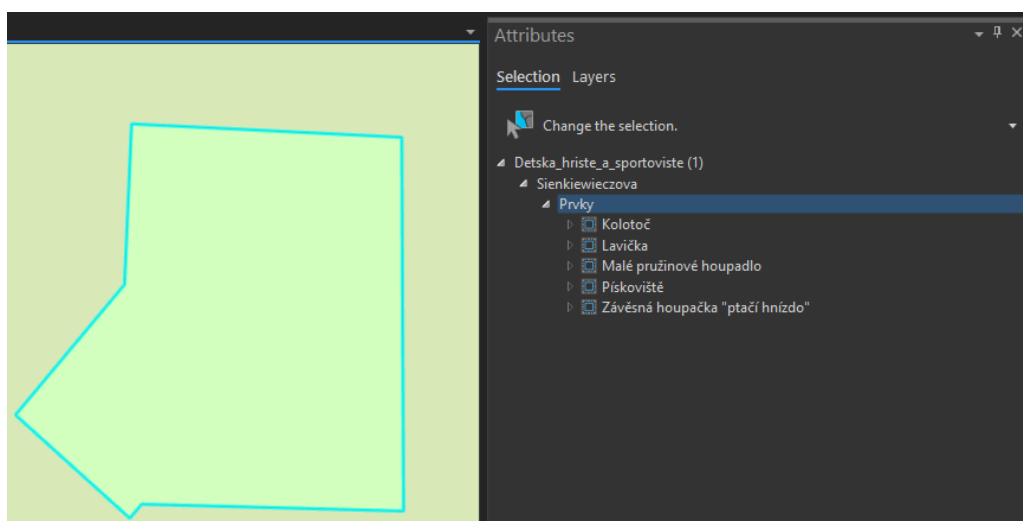 Attributes
Selection Layers
Change the selection.
Detska_hriste_a_sportoviste (1)
Sienkiewieczova
Prvky
Kolotoč
Lavička
Malé pružinové houpadlo
Pískoviště
Závěsná houpačka "ptačí hnízdo"